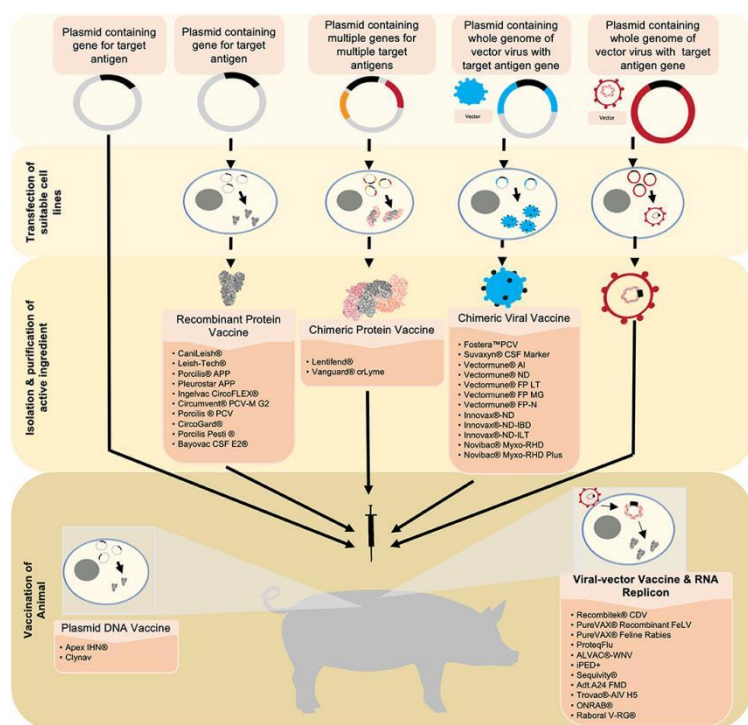 Plasmid containing
gene for target
antigen
Plasmid containing
gene for target
antigen
Plasmid containing
multiple genes for
multiple target
antigens
Plasmid containing
whole genome of
vector virus with
target antigen gene
Plasmid containing
whole genome of
vector virus with target
antigen gene
Vector
Vector
Transfection of
suitable cell
lines
Isolation & purification of
active ingredient
Recombinant Protein
Vaccine
• CaniLeish®
• Leish-Tech®
• Porcilis® APP
• Pleurostar APP
• Ingelvac CircoFLEX®
• Circumvent® PCV-M G2
• Porcilis ® PCV
• CircoGard®
• Porcilis Pesti ®
• Bayovac CSF E2®
Chimeric Protein Vaccine
• Lentifend®
• Vanguard® crLyme
Chimeric Viral Vaccine
• Fostera™PCV
• Suvaxyn® CSF Marker
• Vectormune® AI
• Vectormune® ND
• Vectormune® FP LT
• Vectormune® FP MG
• Vectormune® FP-N
• Innovax®-ND
• Innovax®-ND-IBD
• Innovax®-ND-ILT
• Novibac® Myxo-RHD
• Novibac® Myxo-RHD Plus
Vaccination of
Animal
Plasmid DNA Vaccine
• Apex IHN®
• Clynav
Viral-vector Vaccine & RNA
Replicon
• Recombitek® CDV
• PureVAX® Recombinant FeLV
• PureVAX® Feline Rabies
• ProteqFlu
• ALVAC®-WNV
• iPED+
• Sequivity®
• Adt.A24 FMD
• Trovac®-AIV H5
• ONRAB®
• Raboral V-RG®